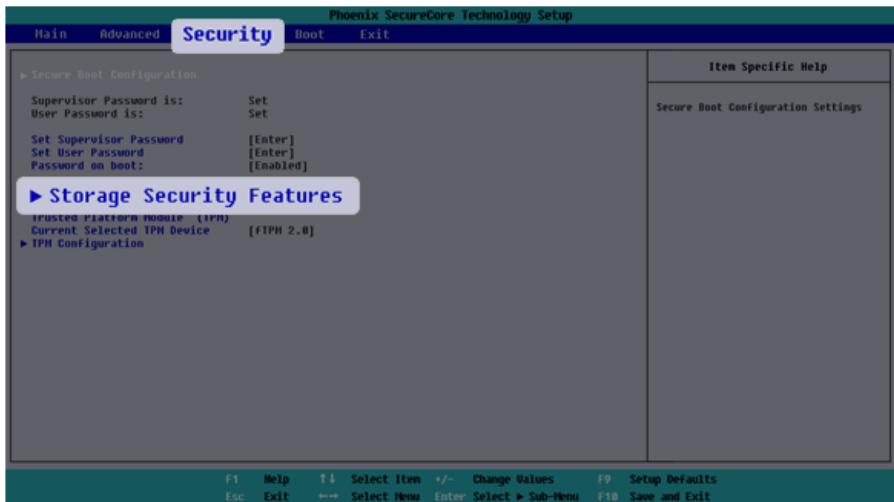 Phoenix SecureCore Technology Setup
Main Advanced Security Boot Exit
▶ Secure Boot Configuration
Item Specific Help
Supervisor Password is: Set
User Password is: Set
Secure Boot Configuration Settings
Set Supervisor Password [Enter]
Set User Password [Enter]
Password on boot: [Enabled]
▶ Storage Security Features
Trusted Platform Module (TPM)
Current Selected TPM Device [fTPM 2.0]
▶ TPM Configuration
F1 Help ↑↓ Select Item +/- Change Values F9 Setup Defaults
Esc Exit ←→ Select Menu Enter Select ▶ Sub-Menu F10 Save and Exit